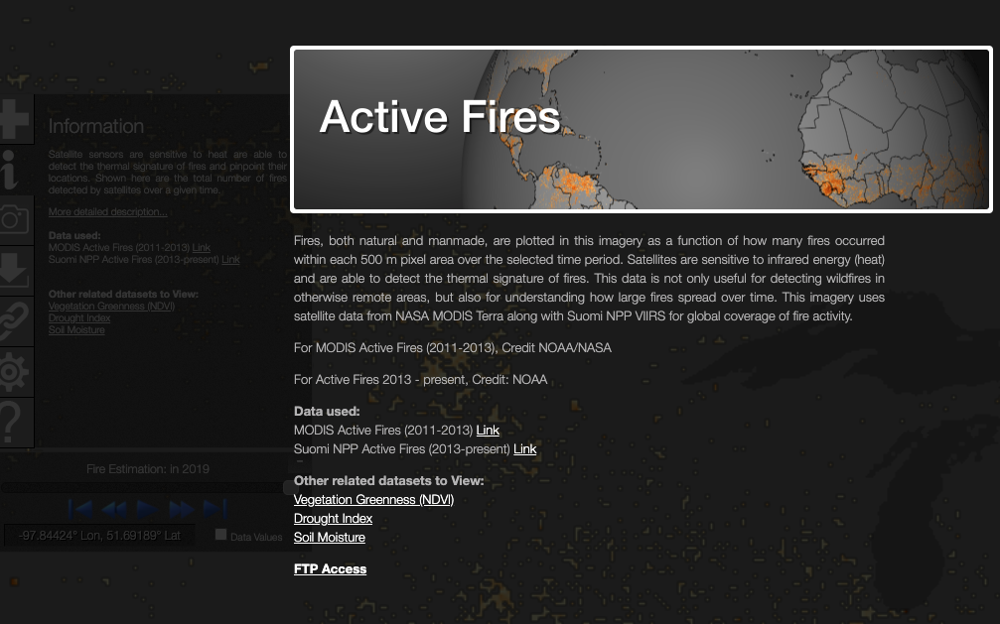 Active Fires
Information
Satellite sensors are sensitive to heat are able to
detect the thermal signature of fires and pinpoint their
locations. Shown here are the total number of fires
detected by satellites over a given time.
More detailed description...
Data used:
MODIS Active Fires (2011-2013) Link
Suomi NPP Active Fires (2013-present) Link
Other related datasets to View:
Vegetation Greenness (NDVI)
Drought Index
Soil Moisture
Fire Estimation: in 2019
-97.84424° Lon, 51.69189° Lat
Data Values
Fires, both natural and manmade, are plotted in this imagery as a function of how many fires occurred
within each 500 m pixel area over the selected time period. Satellites are sensitive to infrared energy (heat)
and are able to detect the thermal signature of fires. This data is not only useful for detecting wildfires in
otherwise remote areas, but also for understanding how large fires spread over time. This imagery uses
satellite data from NASA MODIS Terra along with Suomi NPP VIIRS for global coverage of fire activity.
For MODIS Active Fires (2011-2013), Credit NOAA/NASA
For Active Fires 2013 - present, Credit: NOAA
Data used:
MODIS Active Fires (2011-2013) Link
Suomi NPP Active Fires (2013-present) Link
Other related datasets to View:
Vegetation Greenness (NDVI)
Drought Index
Soil Moisture
FTP Access